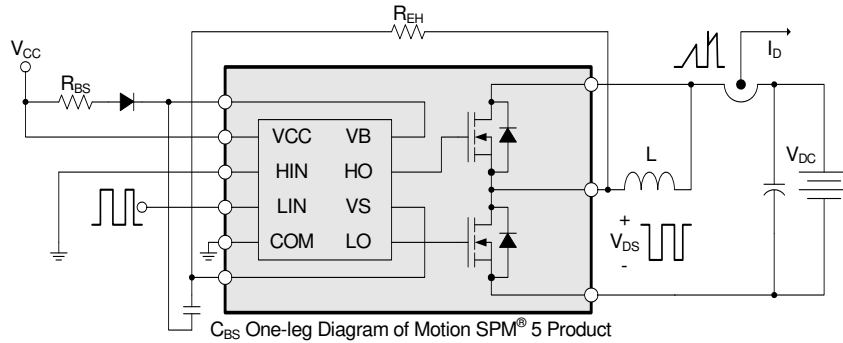 R_EH
V_CC
R_BS
I_D
VCC VB
HIN HO
LIN VS
COM LO
L
V_DC
+
V_DS
-
C_BS One-leg Diagram of Motion SPM® 5 Product